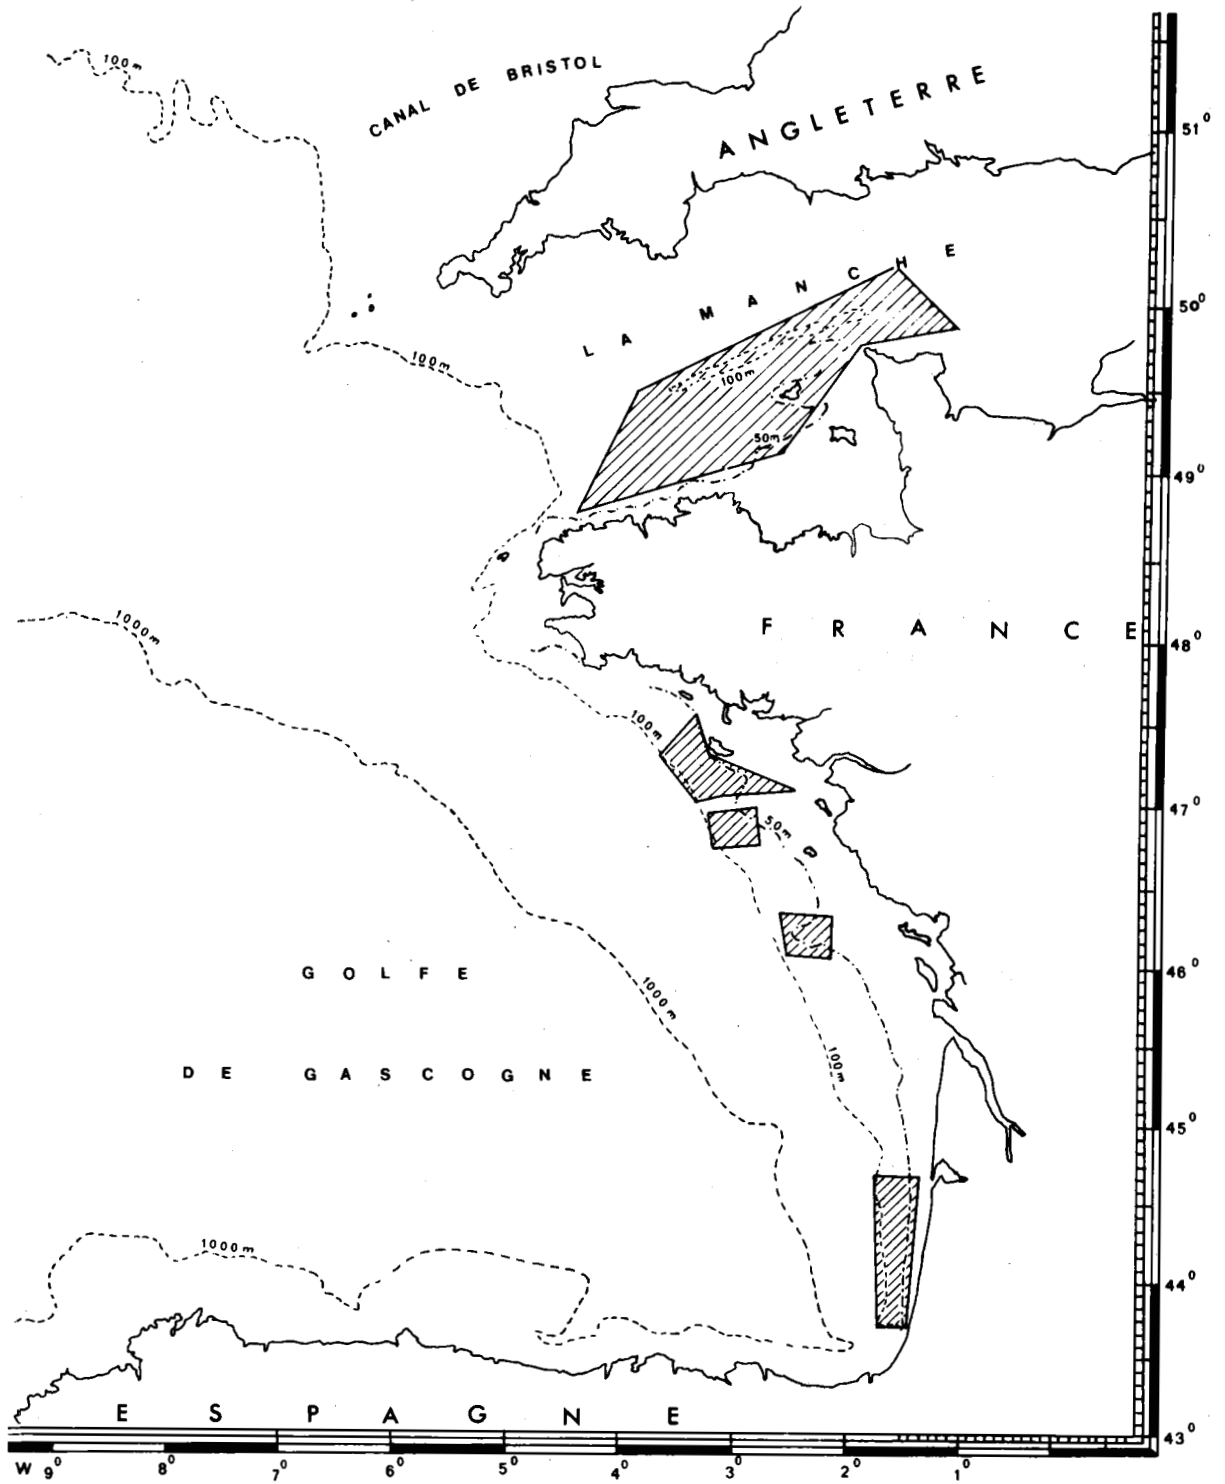 100m
CANAL DE BRISTOL
ANGLETERRE
51°
LA MANCHE
50°
100m
100m
50m
49°
1000m
FRANCE
48°
100m
47°
50m
GOLFE
46°
1000m
DE GASCOGNE
100m
45°
1000m
44°
ESPAGNE
43°
W 9° 8° 7° 6° 5° 4° 3° 2° 1°